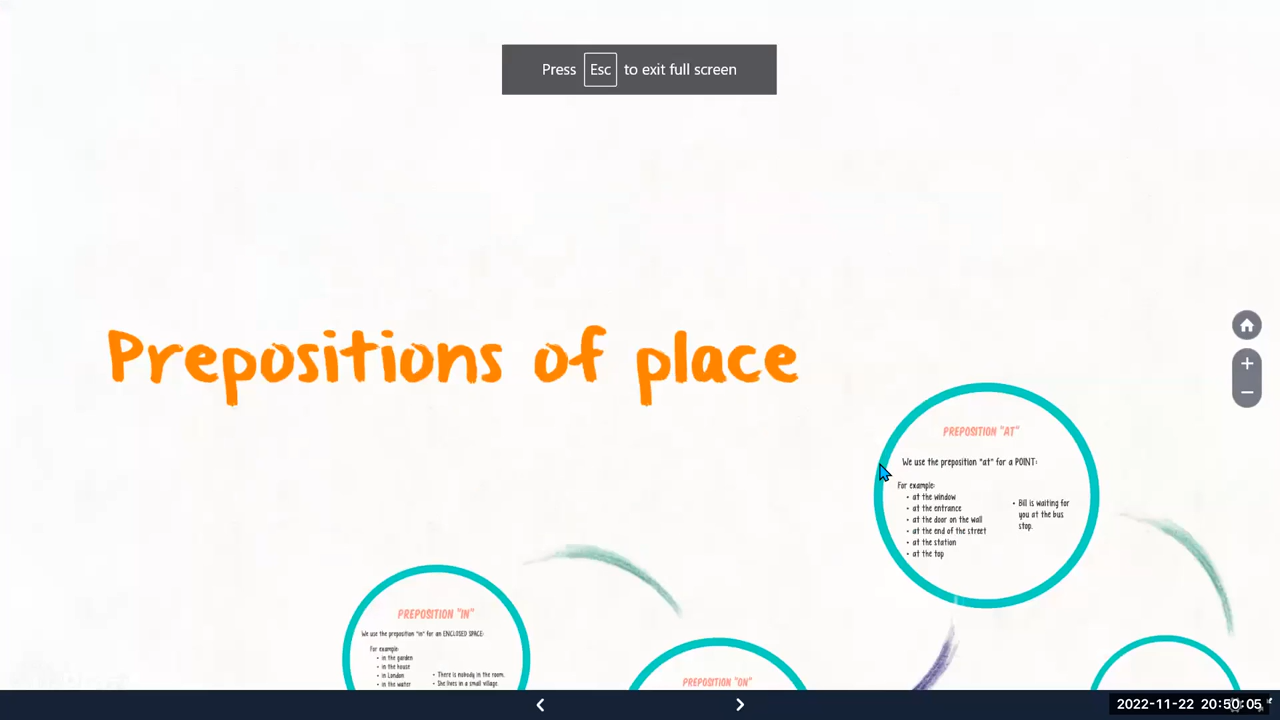 Press Esc to exit full screen
Prepositions of place
PREPOSITION "AT"
We use the preposition "at" for a POINT:
For example:
• at the window
• at the entrance
• at the door on the wall
• at the end of the street
• at the station
• at the top
• Bill is waiting for
you at the bus
stop.
PREPOSITION "IN"
We use the preposition "in" for an ENCLOSED SPACE:
For example:
• in the garden
• in the house
• in London
• in the water
• There is nobody in the room.
• She lives in a small village.
PREPOSITION "ON"
2022-11-22 20:50:05